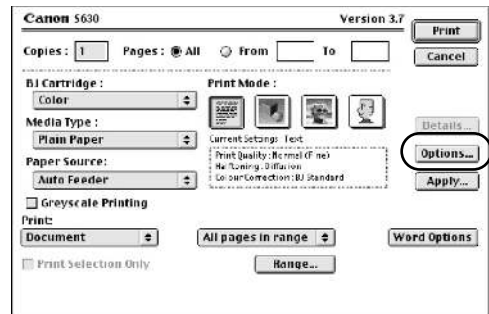 Canon S630 Version 3.7
Print
Copies : 1 Pages : All From To
Cancel
BJ Cartridge :
Color
Print Mode :
Media Type :
Plain Paper
Details...
Current Settings: Text
Print Quality : Normal (Fine)
Halftoning : Diffusion
Colour Correction : BJ Standard
Options...
Paper Source:
Auto Feeder
Apply...
Greyscale Printing
Print:
Document All pages in range Word Options
Print Selection Only Range...